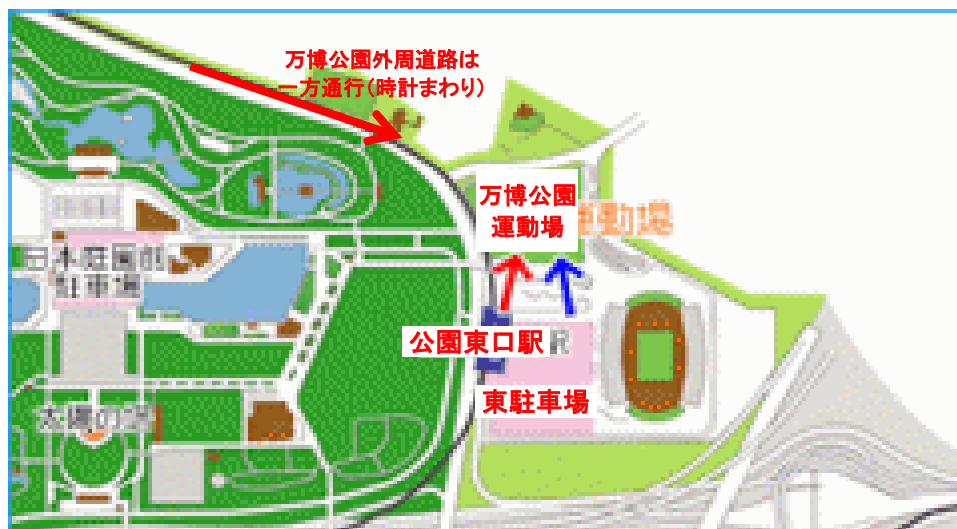 万博公園外周道路は
一方通行(時計まわり)
万博公園
運動場
運動場
日本庭園前
駐車場
公園東口駅
東駐車場
太陽の塔